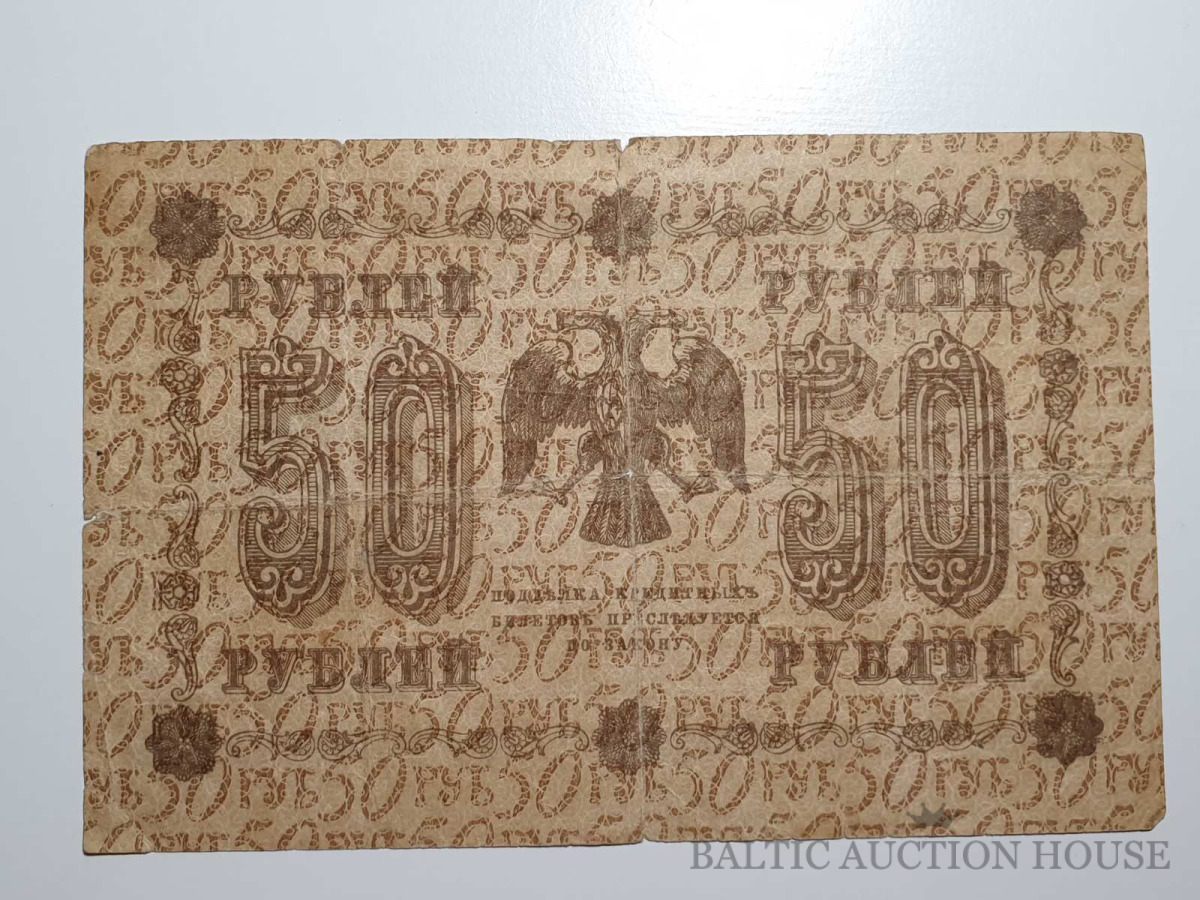 РУБЛЕЙ РУБЛЕЙ
50 50
ПОДДѢЛКА КРЕДИТНЫХЪ
БИЛЕТОВЪ ПРЕСЛѢДУЕТСЯ
ПО ЗАКОНУ
РУБЛЕЙ РУБЛЕЙ
BALTIC AUCTION HOUSE